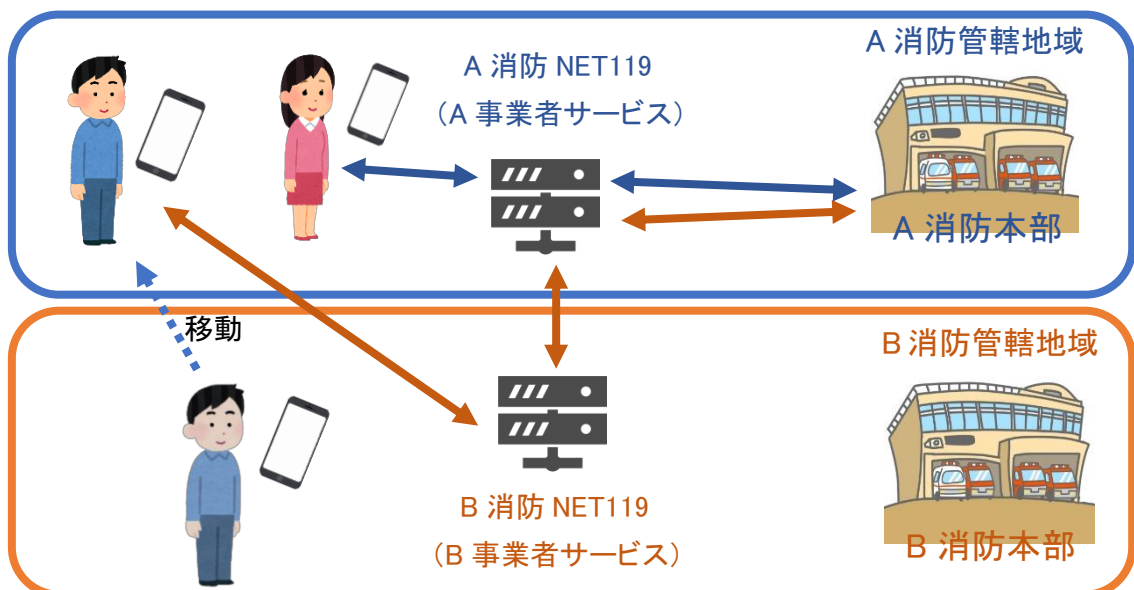 A 消防 NET119
（A 事業者サービス）
A 消防管轄地域
A 消防本部
移動
B 消防管轄地域
B 消防 NET119
（B 事業者サービス）
B 消防本部